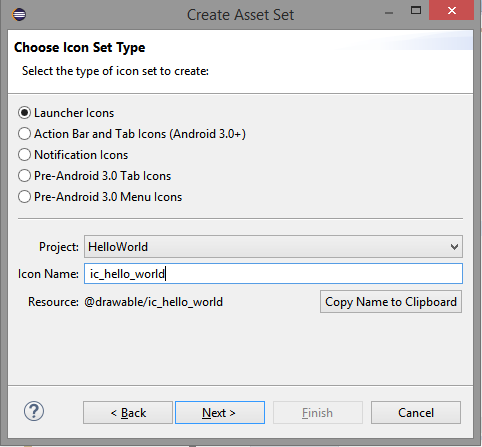 Create Asset Set
Choose Icon Set Type
Select the type of icon set to create:
Launcher Icons
Action Bar and Tab Icons (Android 3.0+)
Notification Icons
Pre-Android 3.0 Tab Icons
Pre-Android 3.0 Menu Icons
Project: HelloWorld
Icon Name: ic_hello_world
Resource: @drawable/ic_hello_world Copy Name to Clipboard
? < Back Next > Finish Cancel